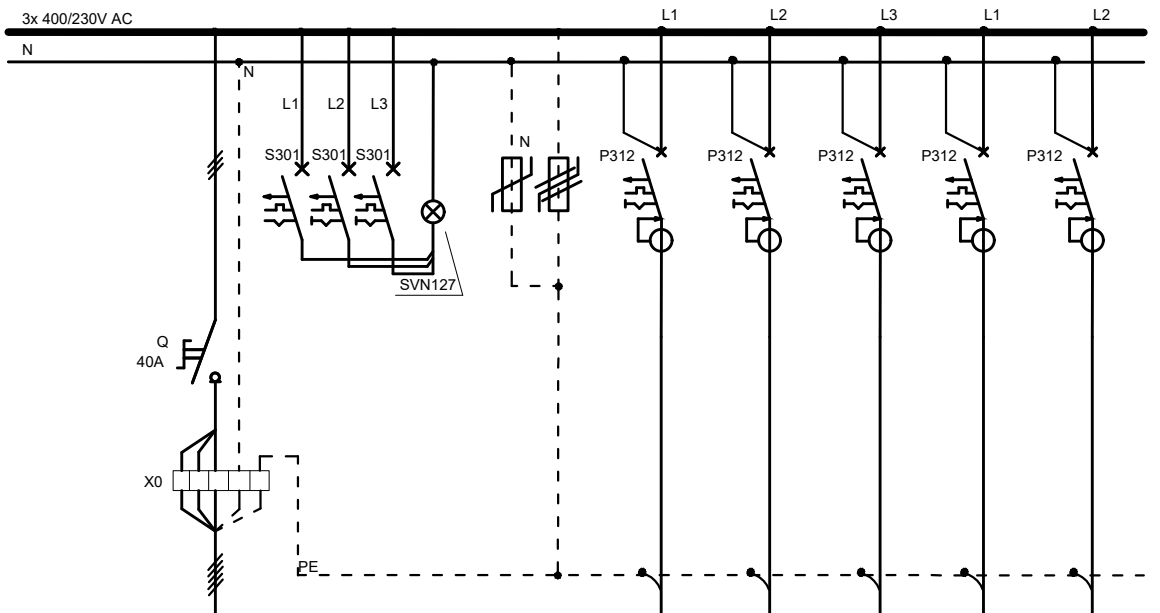 3x 400/230V AC
L1
L2
L3
L1
L2
N
N
L1
L2
L3
N
S301
S301
S301
P312
P312
P312
P312
P312
SVN127
Q
40A
X0
PE